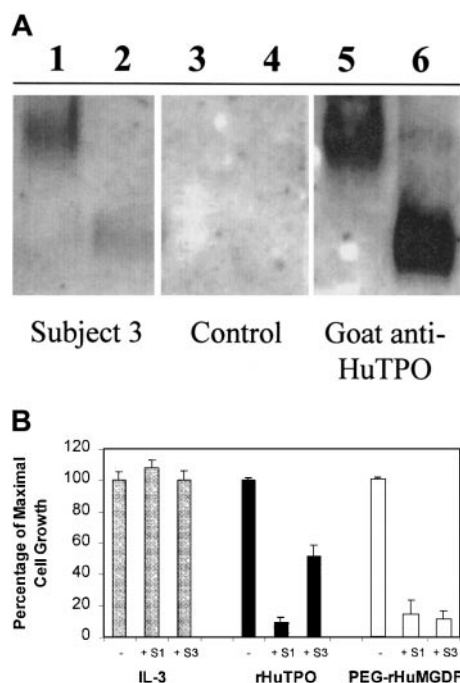 A
1 2 3 4 5 6
Subject 3 Control Goat anti-
HuTPO
B
Percentage of Maximal
Cell Growth
120
100
80
60
40
20
0
- + S1 + S3 - + S1 + S3 - + S1 + S3
IL-3 rHuTPO PEG-rHuMGDF